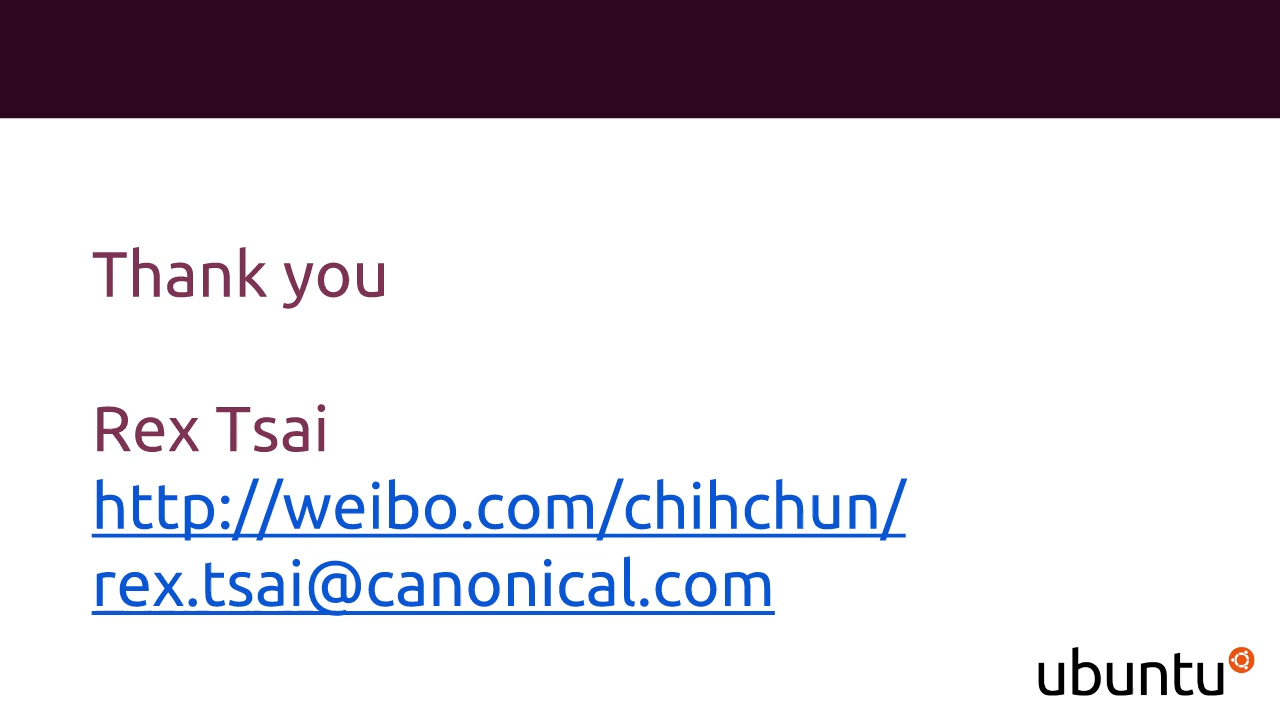 Thank you
Rex Tsai
http://weibo.com/chihchun/
rex.tsai@canonical.com
ubuntu